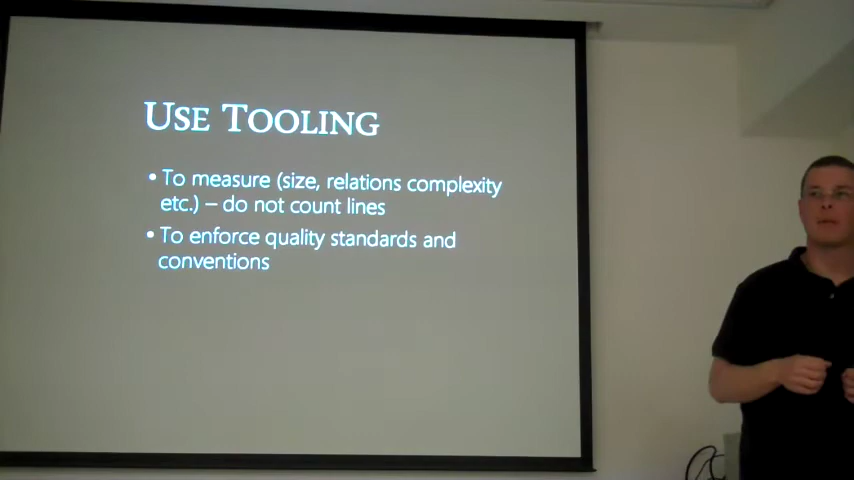 USE TOOLING
• To measure (size, relations complexity
etc.) – do not count lines
• To enforce quality standards and
conventions